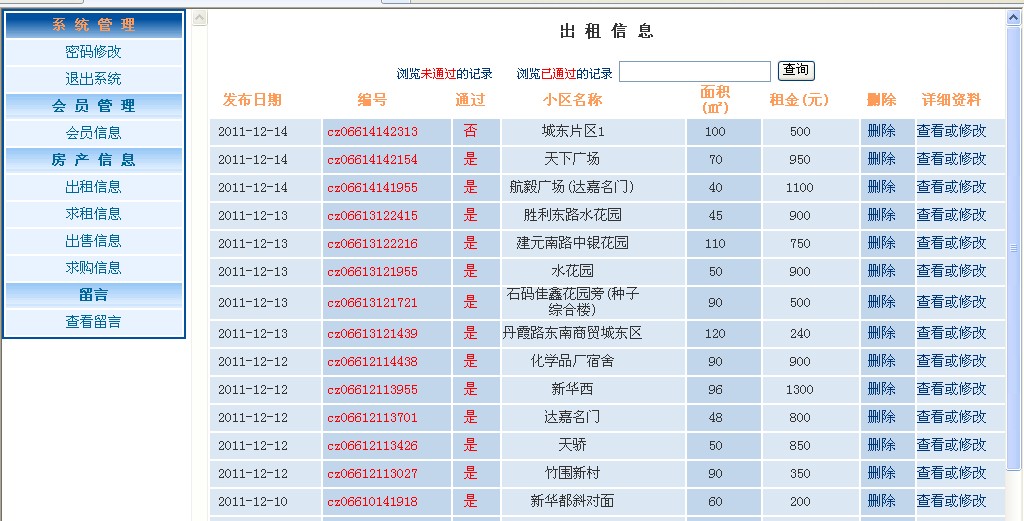 系 统 管 理
密码修改
退出系统
会 员 管 理
会员信息
房 产 信 息
出租信息
求租信息
出售信息
求购信息
留言
查看留言
出 租 信 息
浏览未通过的记录 浏览已通过的记录 查询
发布日期 编号 通过 小区名称 面积(㎡) 租金(元) 删除 详细资料
2011-12-14 cz06614142313 否 城东片区1 100 500 删除 查看或修改
2011-12-14 cz06614142154 是 天下广场 70 950 删除 查看或修改
2011-12-14 cz06614141955 是 航毅广场(达嘉名门) 40 1100 删除 查看或修改
2011-12-13 cz06613122415 是 胜利东路水花园 45 900 删除 查看或修改
2011-12-13 cz06613122216 是 建元南路中银花园 110 750 删除 查看或修改
2011-12-13 cz06613121955 是 水花园 50 900 删除 查看或修改
2011-12-13 cz06613121721 是 石码佳鑫花园旁(种子综合楼) 90 500 删除 查看或修改
2011-12-13 cz06613121439 是 丹霞路东南商贸城东区 120 240 删除 查看或修改
2011-12-12 cz06612114438 是 化学品厂宿舍 90 900 删除 查看或修改
2011-12-12 cz06612113955 是 新华西 96 1300 删除 查看或修改
2011-12-12 cz06612113701 是 达嘉名门 48 800 删除 查看或修改
2011-12-12 cz06612113426 是 天骄 50 850 删除 查看或修改
2011-12-12 cz06612113027 是 竹围新村 90 350 删除 查看或修改
2011-12-10 cz06610141918 是 新华都斜对面 60 200 删除 查看或修改